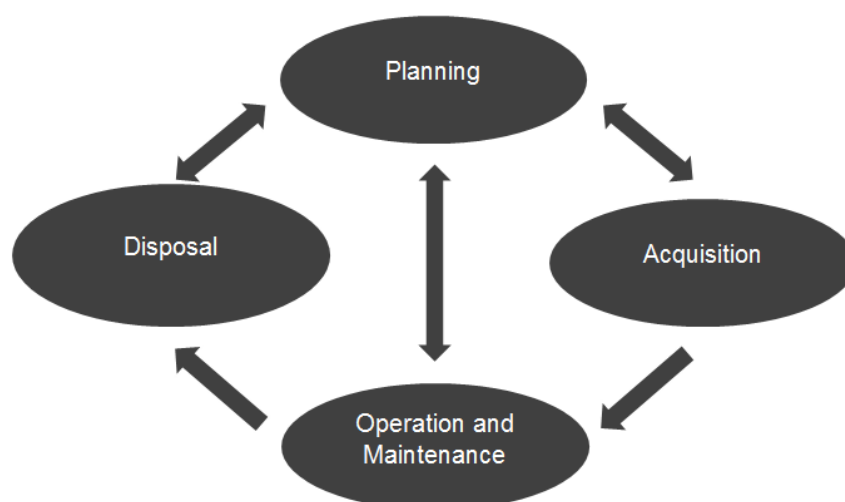 Planning
Disposal
Acquisition
Operation and
Maintenance